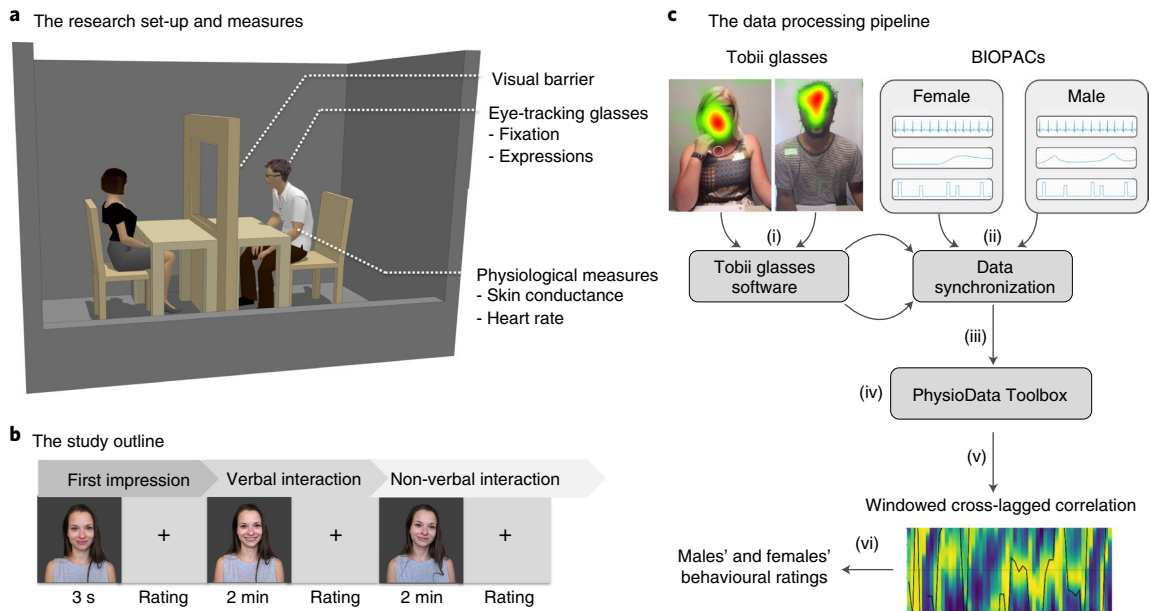 a The research set-up and measures
Visual barrier
Eye-tracking glasses
- Fixation
- Expressions
Physiological measures
- Skin conductance
- Heart rate
b The study outline
First impression
Verbal interaction
Non-verbal interaction
+
+
+
3 s
Rating
2 min
Rating
2 min
Rating
c The data processing pipeline
Tobii glasses
BIOPACs
Female
Male
(i)
(ii)
Tobii glasses
software
Data
synchronization
(iii)
(iv)
PhysioData Toolbox
(v)
Windowed cross-lagged correlation
(vi)
Males' and females'
behavioural ratings